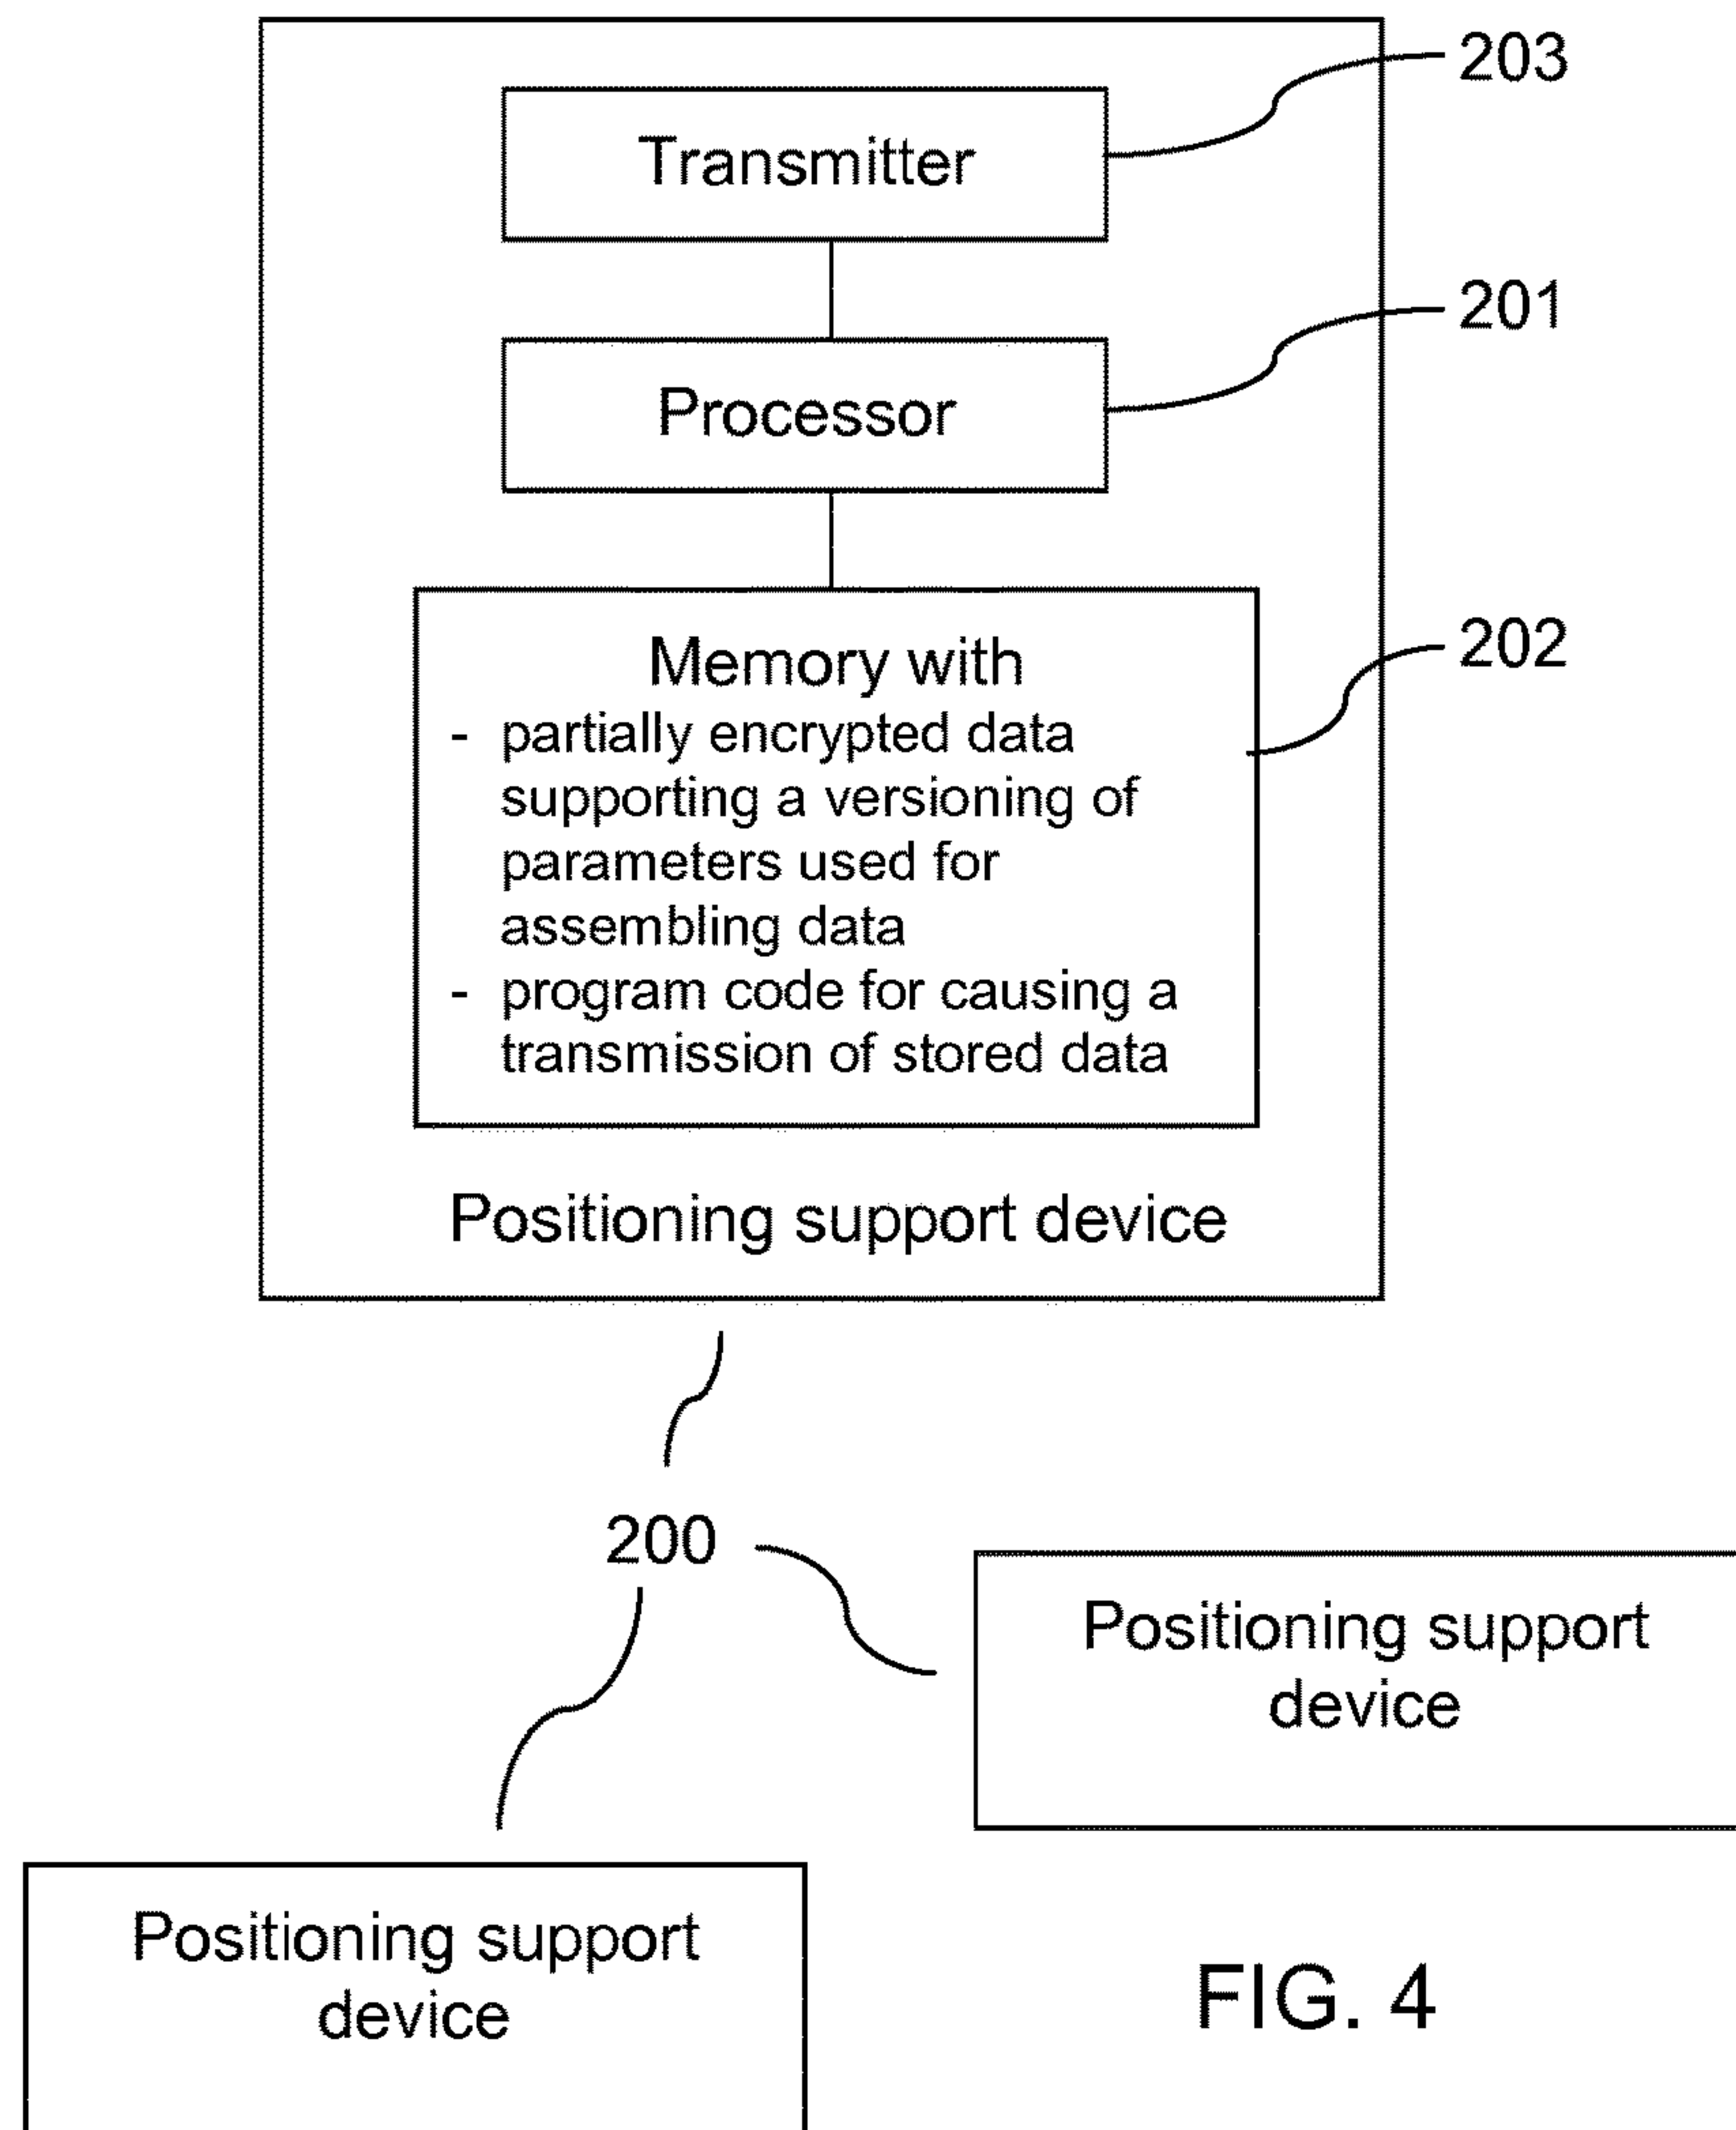 203
Transmitter
201
Processor
202
Memory with
- partially encrypted data
supporting a versioning of
parameters used for
assembling data
- program code for causing a
transmission of stored data
Positioning support device
200
Positioning support
device
Positioning support
device
FIG. 4